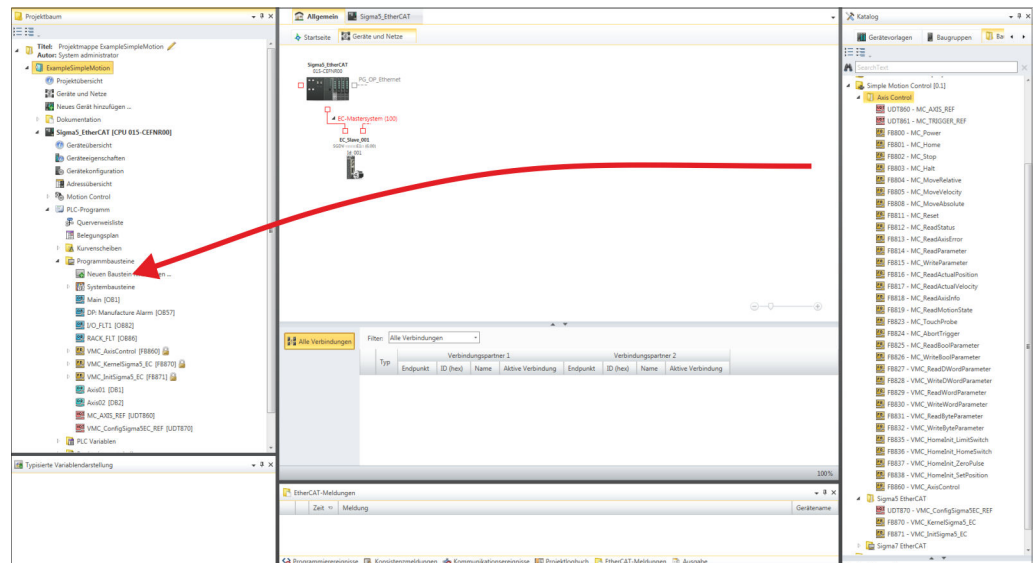 Projektbaum
Titel: Projektmappe ExampleSimpleMotion
Autor: System administrator
ExampleSimpleMotion
Projektübersicht
Geräte und Netze
Neues Gerät hinzufügen ...
Dokumentation
Sigma5_EtherCAT [CPU 015-CEFNR00]
Geräteübersicht
Geräteeigenschaften
Gerätekonfiguration
Adressübersicht
Motion Control
PLC-Programm
Querverweisliste
Belegungsplan
Kurvenscheiben
Programmbausteine
Neuen Baustein
Systembausteine
Main [OB1]
DP: Manufacture Alarm [OB57]
I/O_FLT1 [OB82]
RACK_FLT [OB86]
VMC_AxisControl [FB860]
VMC_KernelSigma5_EC [FB870]
VMC_InitSigma5_EC [FB871]
Axis01 [DB1]
Axis02 [DB2]
MC_AXIS_REF [UDT860]
VMC_ConfigSigma5EC_REF [UDT870]
PLC Variablen
Typisierte Variablendarstellung
Allgemein
Sigma5_EtherCAT
Startseite
Geräte und Netze
Sigma5_EtherCAT
015-CEFNR00
PG_OP_Ethernet
EC-Mastersystem (100)
EC_Slave_001
Id_001
Alle Verbindungen
Filter: Alle Verbindungen
Typ
Verbindungspartner 1
Verbindungspartner 2
Endpunkt
ID (hex)
Name
Aktive Verbindung
Endpunkt
ID (hex)
Name
Aktive Verbindung
100%
EtherCAT-Meldungen
Zeit
Meldung
Gerätename
Programmierereignisse
Konsistenzmeldungen
Kommunikationsereignisse
Projektlogbuch
EtherCAT-Meldungen
Ausgabe
Katalog
Gerätevorlagen
Baugruppen
Ba
SearchText
Simple Motion Control [0.1]
Axis Control
UDT860 - MC_AXIS_REF
UDT861 - MC_TRIGGER_REF
FB800 - MC_Power
FB801 - MC_Home
FB802 - MC_Stop
FB803 - MC_Halt
FB804 - MC_MoveRelative
FB805 - MC_MoveVelocity
FB808 - MC_MoveAbsolute
FB811 - MC_Reset
FB812 - MC_ReadStatus
FB813 - MC_ReadAxisError
FB814 - MC_ReadParameter
FB815 - MC_WriteParameter
FB816 - MC_ReadActualPosition
FB817 - MC_ReadActualVelocity
FB818 - MC_ReadAxisInfo
FB819 - MC_ReadMotionState
FB823 - MC_TouchProbe
FB824 - MC_AbortTrigger
FB825 - MC_ReadBoolParameter
FB826 - MC_WriteBoolParameter
FB827 - VMC_ReadDWordParameter
FB828 - VMC_WriteDWordParameter
FB829 - VMC_ReadWordParameter
FB830 - VMC_WriteWordParameter
FB831 - VMC_ReadByteParameter
FB832 - VMC_WriteByteParameter
FB835 - VMC_HomeInit_LimitSwitch
FB836 - VMC_HomeInit_HomeSwitch
FB837 - VMC_HomeInit_ZeroPulse
FB838 - VMC_HomeInit_SetPosition
FB860 - VMC_AxisControl
Sigma5 EtherCAT
UDT870 - VMC_ConfigSigma5EC_REF
FB870 - VMC_KernelSigma5_EC
FB871 - VMC_InitSigma5_EC
Sigma7 EtherCAT